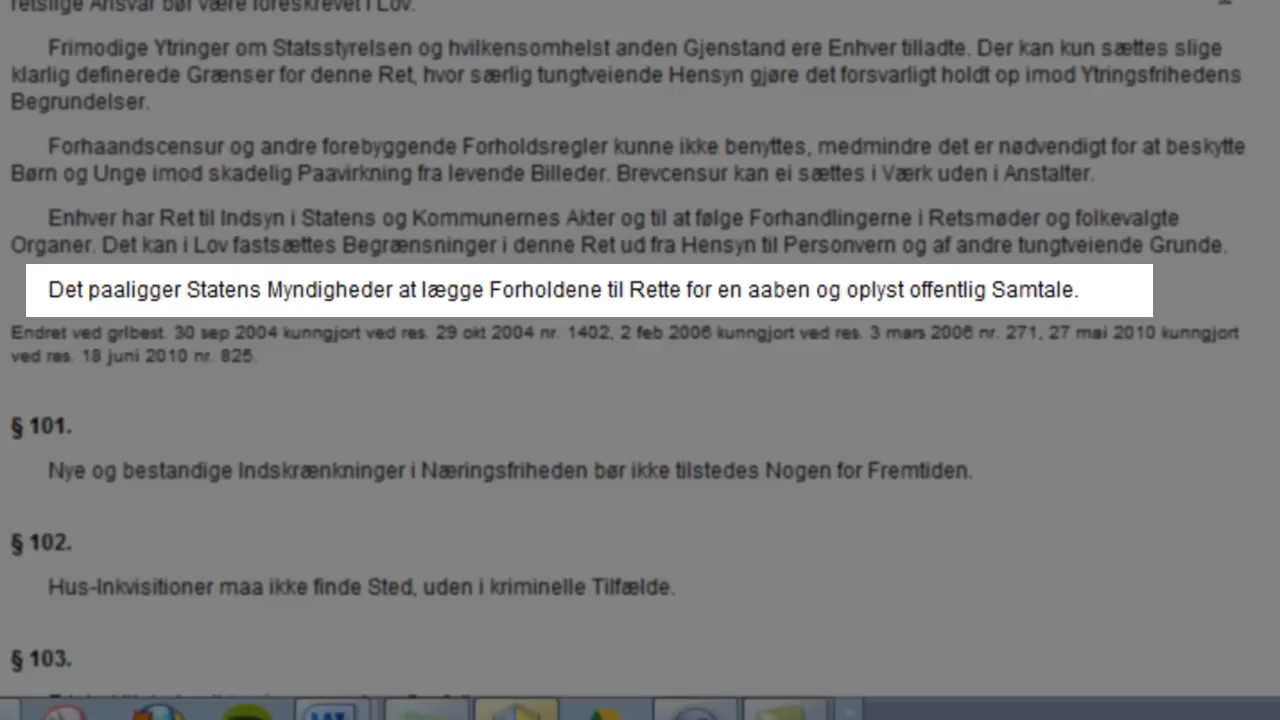 retslige Ansvar bør være foreskrevet i Lov.
Frimodige Ytringer om Statsstyrelsen og hvilkensomhelst anden Gjenstand ere Enhver tilladte. Der kan kun sættes slige
klarlig definerede Grænser for denne Ret, hvor særlig tungtveiende Hensyn gjøre det forsvarligt holdt op imod Ytringsfrihedens
Begrundelser.
Forhaandscensur og andre forebyggende Forholdsregler kunne ikke benyttes, medmindre det er nødvendigt for at beskytte
Børn og Unge imod skadelig Paavirkning fra levende Billeder. Brevcensur kan ei sættes i Værk uden i Anstalter.
Enhver har Ret til Indsyn i Statens og Kommunernes Akter og til at følge Forhandlingerne i Retsmøder og folkevalgte
Organer. Det kan i Lov fastsættes Begrænsninger i denne Ret ud fra Hensyn til Personvern og af andre tungtveiende Grunde.
Det paaligger Statens Myndigheder at lægge Forholdene til Rette for en aaben og oplyst offentlig Samtale.
Endret ved grlbest. 30 sep 2004 kunngjort ved res. 29 okt 2004 nr. 1402, 2 feb 2006 kunngjort ved res. 3 mars 2006 nr. 271, 27 mai 2010 kunngjort
ved res. 18 juni 2010 nr. 825.
§ 101.
Nye og bestandige Indskrænkninger i Næringsfriheden bør ikke tilstedes Nogen for Fremtiden.
§ 102.
Hus-Inkvisitioner maa ikke finde Sted, uden i kriminelle Tilfælde.
§ 103.